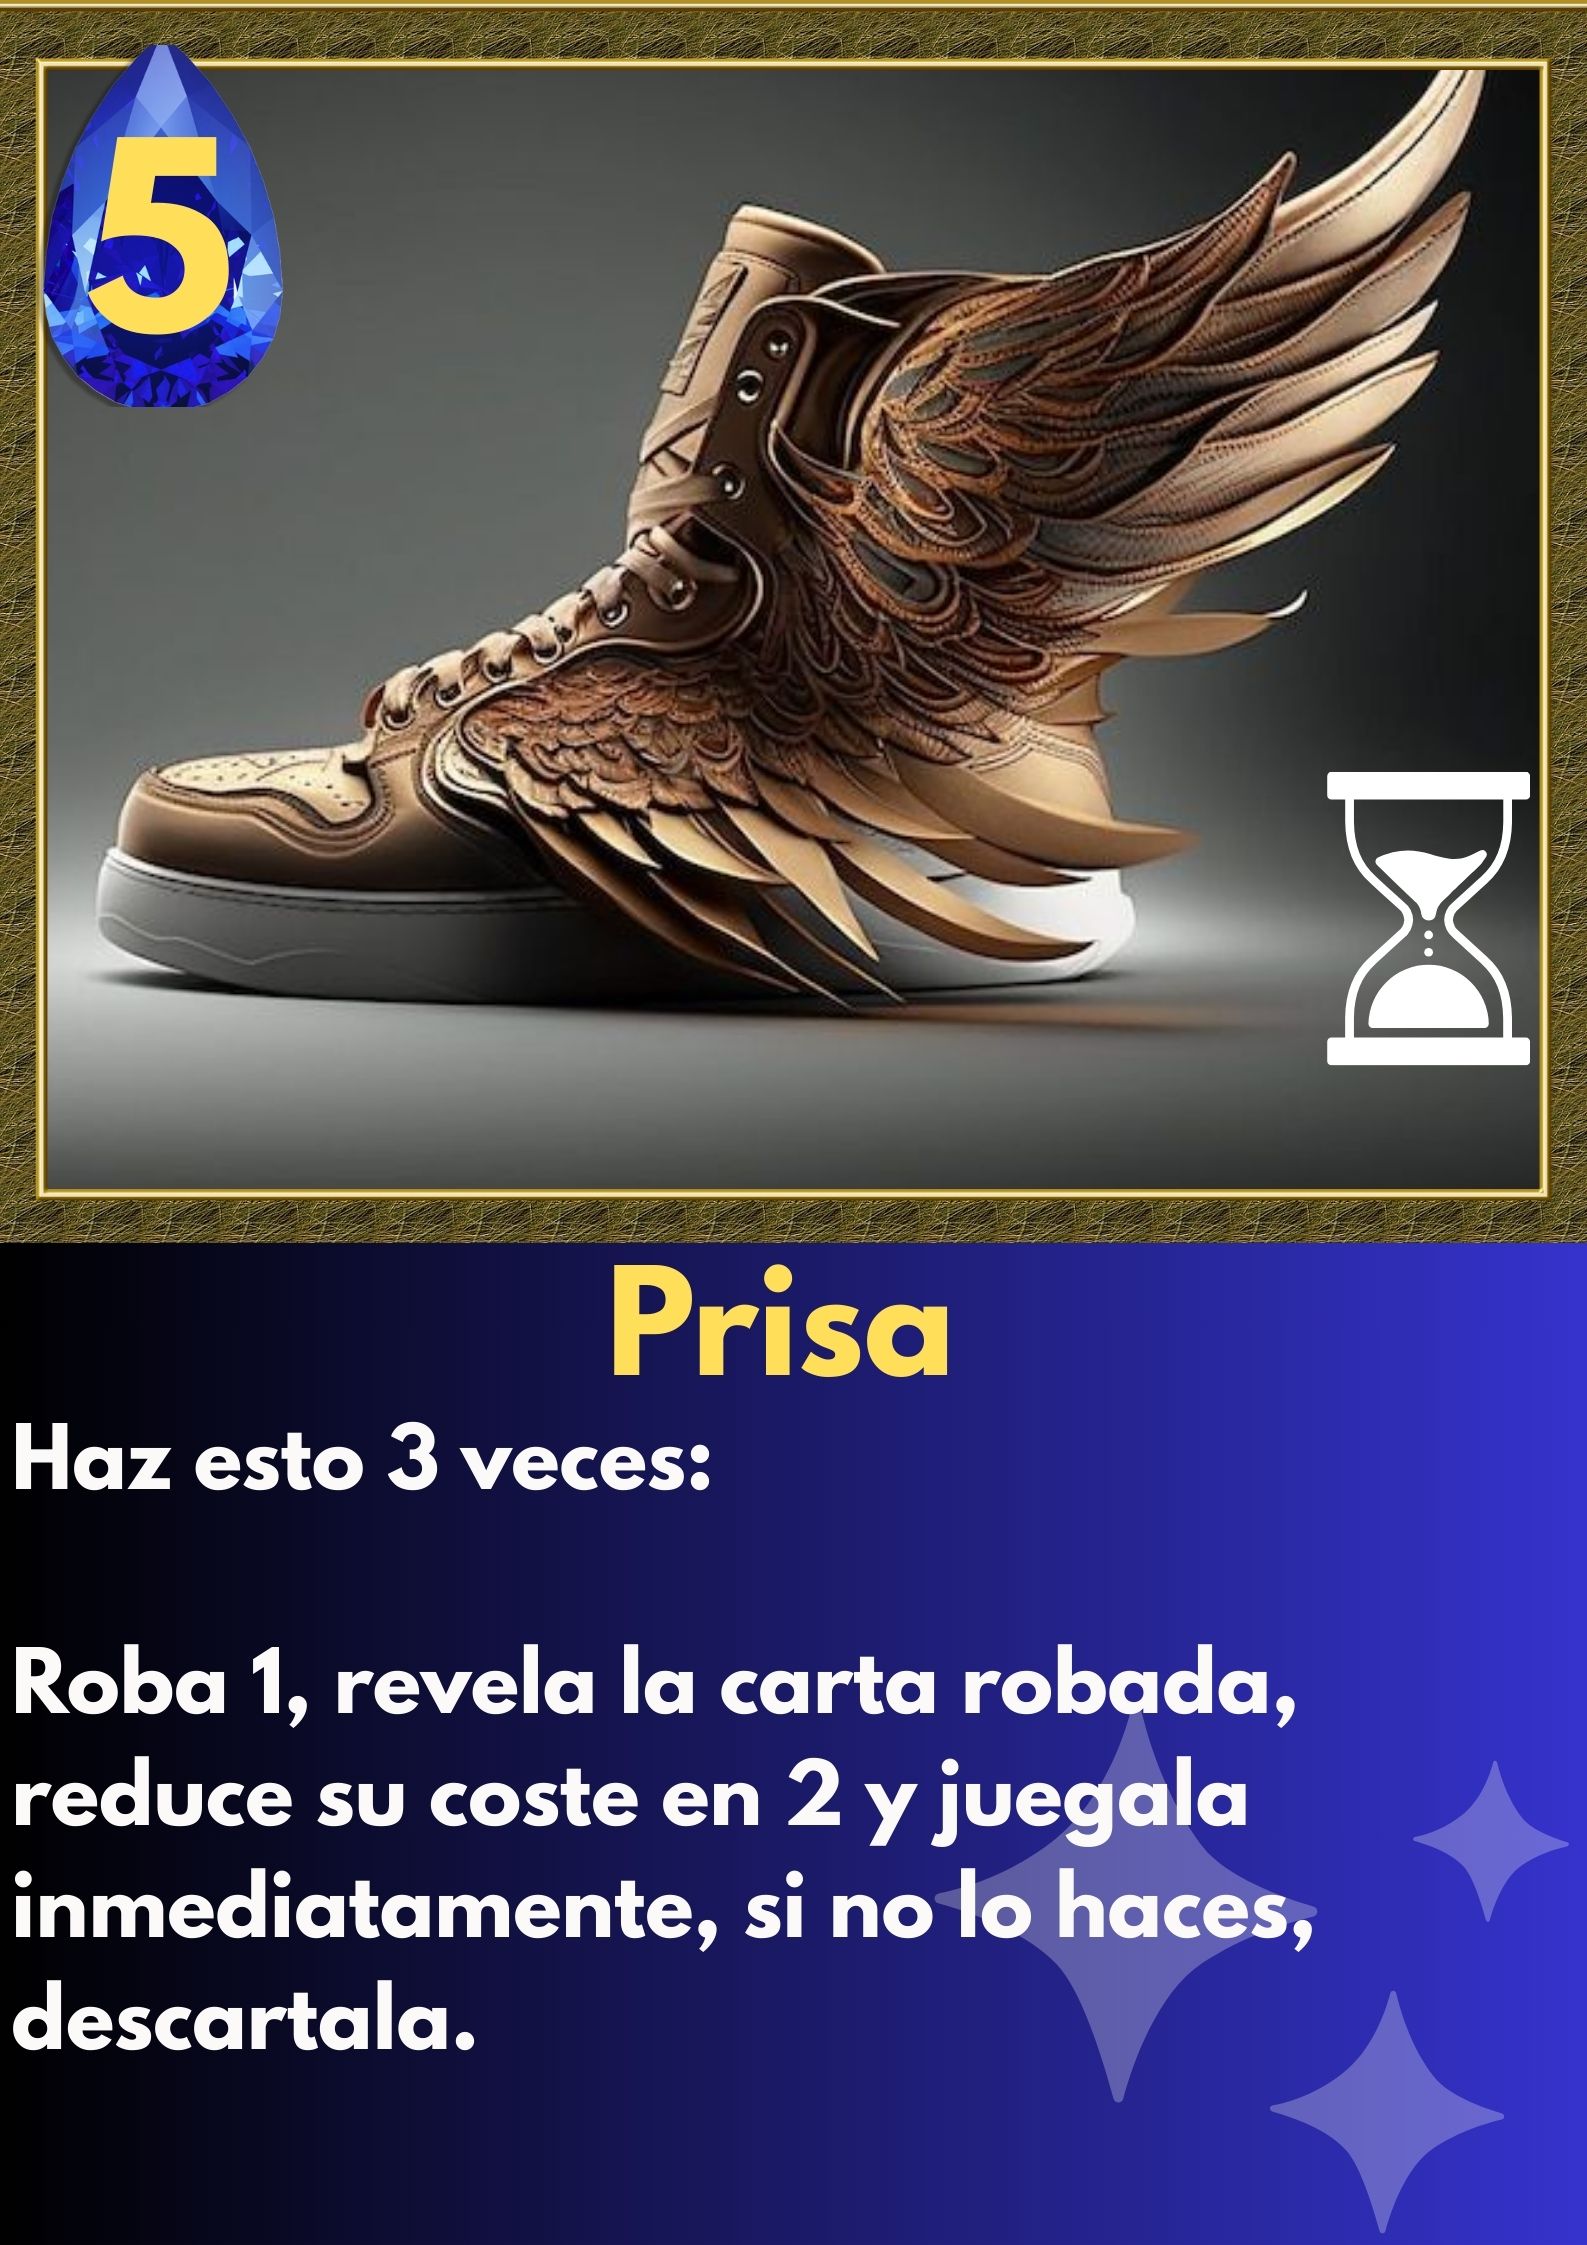 5
Prisa
Haz esto 3 veces:
Roba 1, revela la carta robada,
reduce su coste en 2 y juegala
inmediatamente, si no lo haces,
descartala.